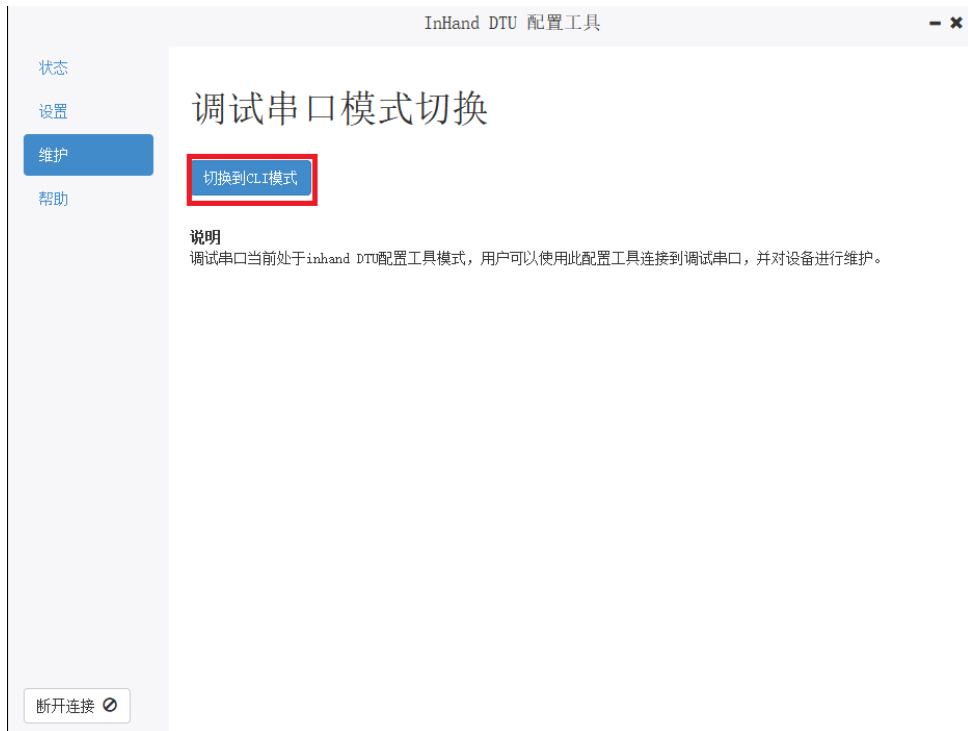 InHand DTU 配置工具
状态
设置
维护
帮助
调试串口模式切换
切换到CLI模式
说明
调试串口当前处于inhand DTU配置工具模式，用户可以使用此配置工具连接到调试串口，并对设备进行维护。
断开连接